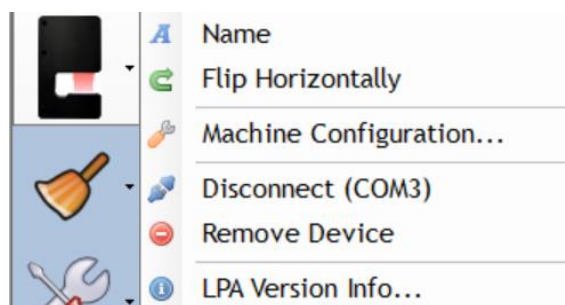 Name
Flip Horizontally
Machine Configuration...
Disconnect (COM3)
Remove Device
LPA Version Info...